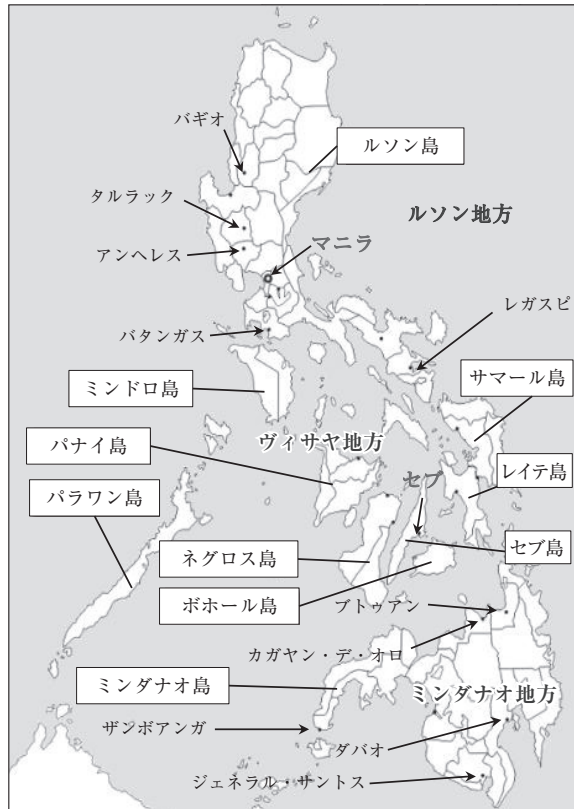 バギオ
ルソン島
タルラック
ルソン地方
アンヘレス
マニラ
レガスピ
バタンガス
ミンドロ島
サマール島
ヴィサヤ地方
パナイ島
セブ
レイテ島
パラワン島
ネグロス島
セブ島
ボホール島
ブトゥアン
カガヤン・デ・オロ
ミンダナオ島
ミンダナオ地方
ザンボアンガ
ダバオ
ジェネラル・サントス